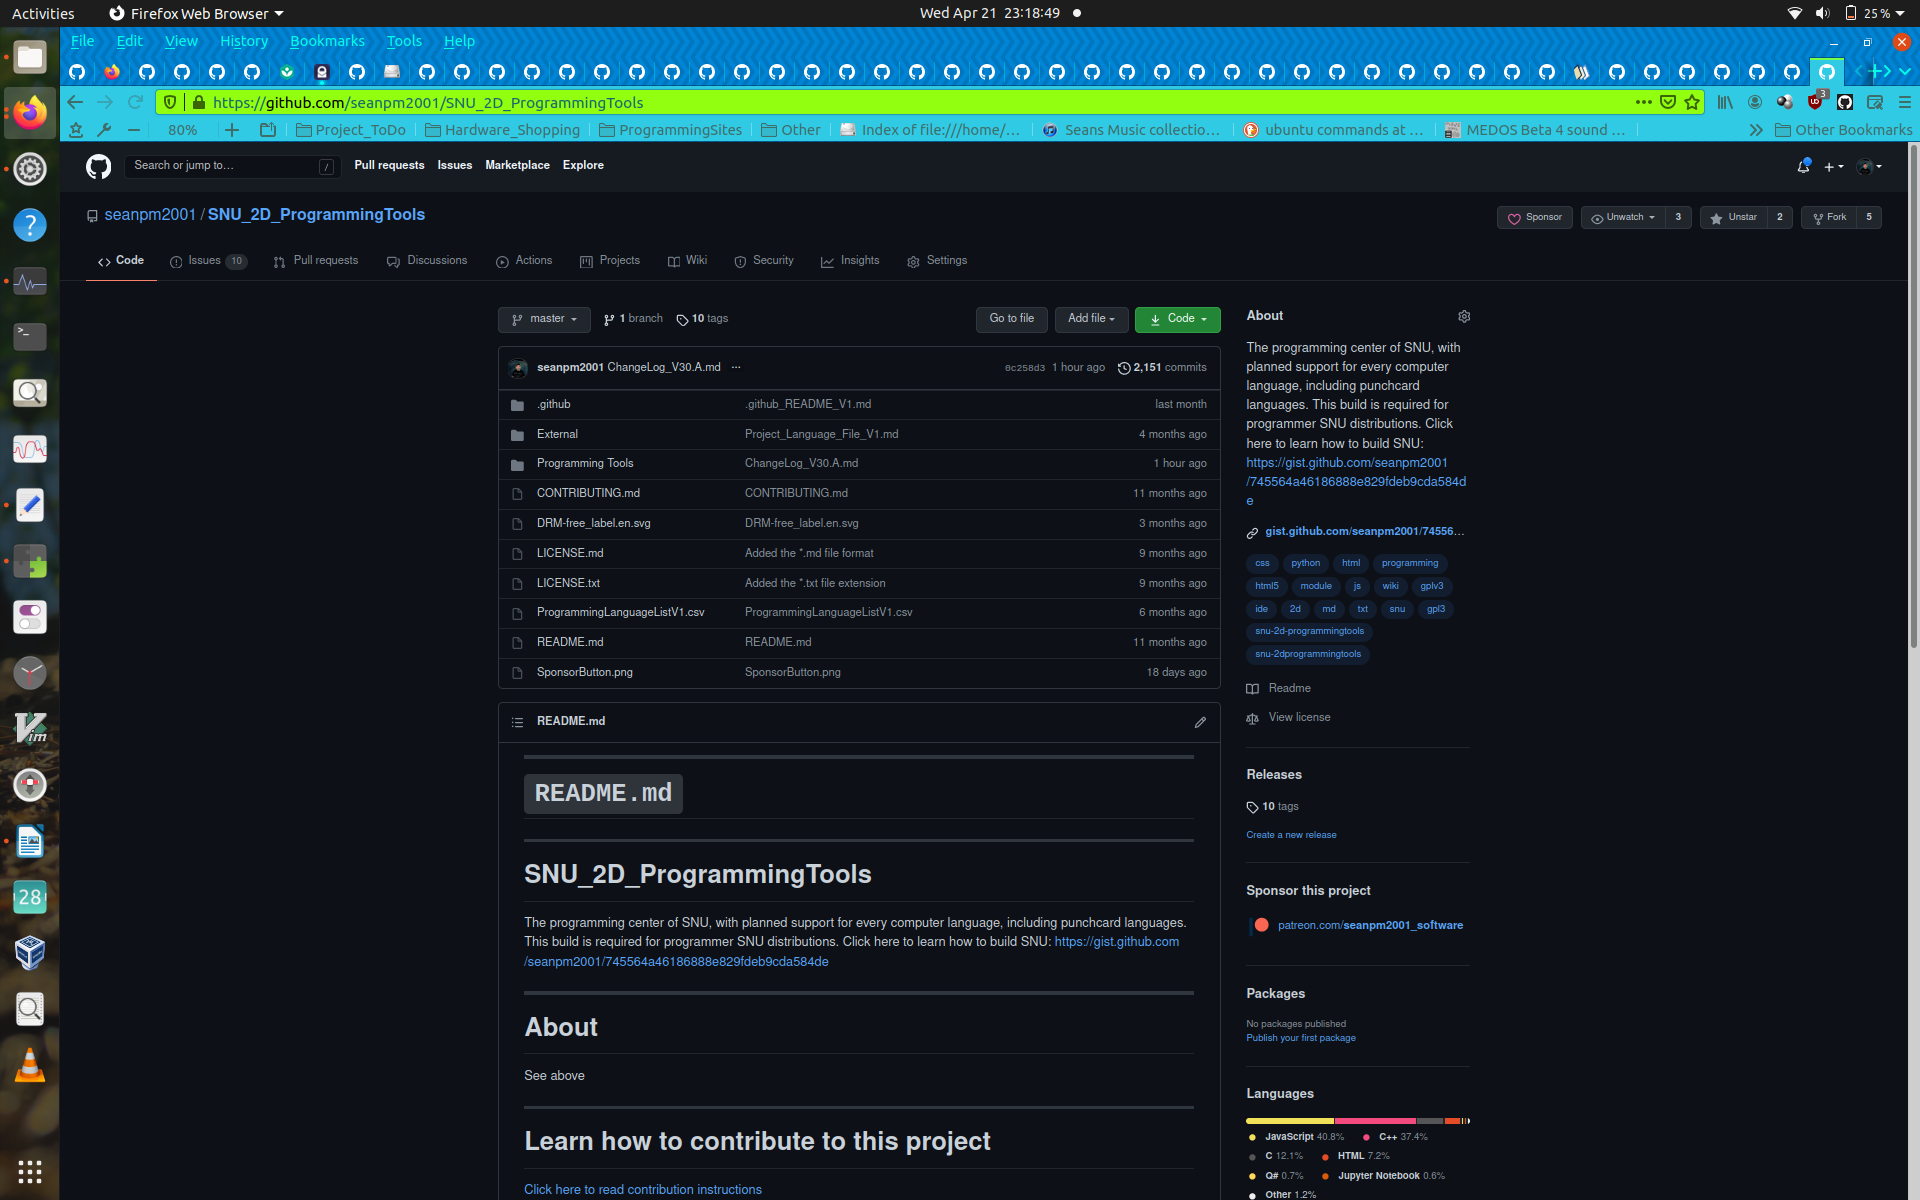 Activities
Firefox Web Browser
Wed Apr 21 23:18:49
25 %
File Edit View History Bookmarks Tools Help
https://github.com/seanpm2001/SNU_2D_ProgrammingTools
3
80%
Project_ToDo
Hardware_Shopping
ProgrammingSites
Other
Index of file:///home/…
Seans Music collectio…
ubuntu commands at …
MEDOS Beta 4 sound …
Other Bookmarks
Search or jump to…
/
Pull requests Issues Marketplace Explore
seanpm2001 / SNU_2D_ProgrammingTools
Sponsor
Unwatch 3
Unstar 2
Fork 5
Code
Issues 10
Pull requests
Discussions
Actions
Projects
Wiki
Security
Insights
Settings
master
1 branch
10 tags
Go to file
Add file
Code
seanpm2001 ChangeLog_V30.A.md ...
0c258d3 1 hour ago 2,151 commits
.github .github_README_V1.md last month
External Project_Language_File_V1.md 4 months ago
Programming Tools ChangeLog_V30.A.md 1 hour ago
CONTRIBUTING.md CONTRIBUTING.md 11 months ago
DRM-free_label.en.svg DRM-free_label.en.svg 3 months ago
LICENSE.md Added the *.md file format 9 months ago
LICENSE.txt Added the *.txt file extension 9 months ago
ProgrammingLanguageListV1.csv ProgrammingLanguageListV1.csv 6 months ago
README.md README.md 11 months ago
SponsorButton.png SponsorButton.png 18 days ago
README.md
README.md
SNU_2D_ProgrammingTools
The programming center of SNU, with planned support for every computer language, including punchcard languages.
This build is required for programmer SNU distributions. Click here to learn how to build SNU: https://gist.github.com
/seanpm2001/745564a46186888e829fdeb9cda584de
About
See above
Learn how to contribute to this project
Click here to read contribution instructions
About
The programming center of SNU, with
planned support for every computer
language, including punchcard
languages. This build is required for
programmer SNU distributions. Click
here to learn how to build SNU:
https://gist.github.com/seanpm2001
/745564a46186888e829fdeb9cda584d
e
gist.github.com/seanpm2001/74556…
css python html programming
html5 module js wiki gplv3
ide 2d md txt snu gpl3
snu-2d-programmingtools
snu-2dprogrammingtools
Readme
View license
Releases
10 tags
Create a new release
Sponsor this project
patreon.com/seanpm2001_software
Packages
No packages published
Publish your first package
Languages
JavaScript 40.8% C++ 37.4%
C 12.1% HTML 7.2%
Q# 0.7% Jupyter Notebook 0.6%
Other 1.2%
28
Vim